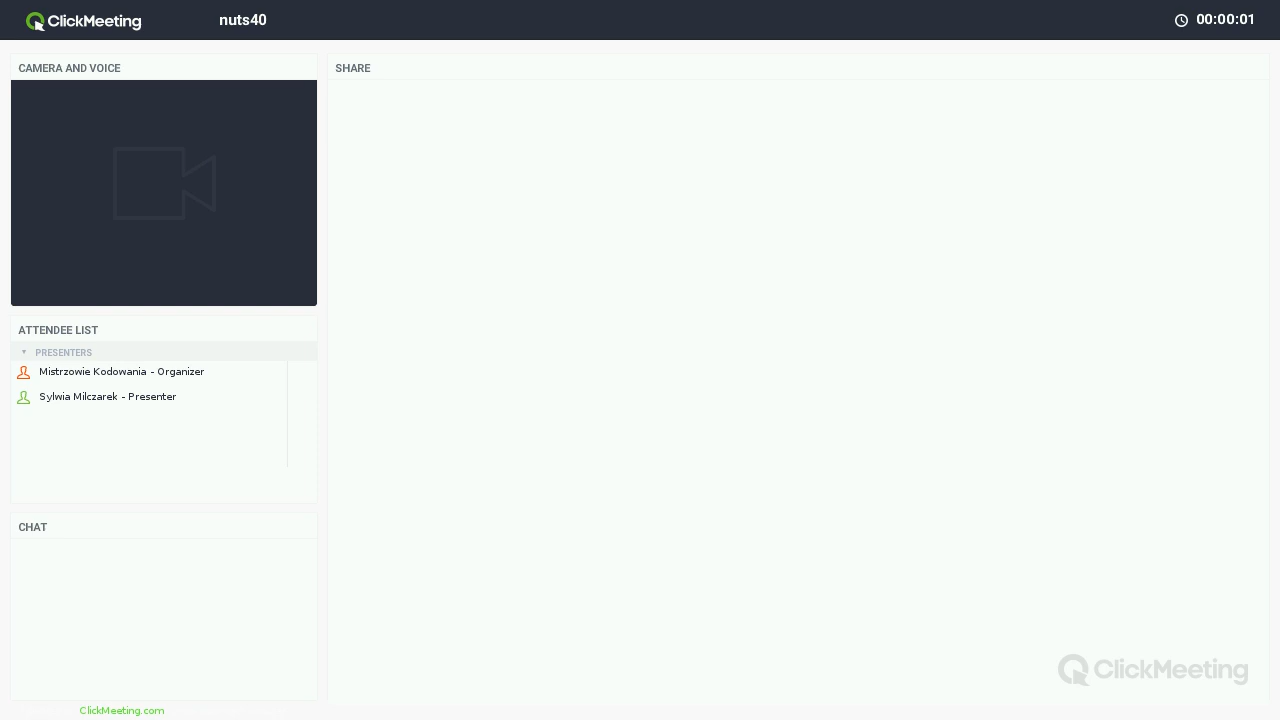 ClickMeeting
nuts40
00:00:01
CAMERA AND VOICE
SHARE
ATTENDEE LIST
PRESENTERS
Mistrzowie Kodowania - Organizer
Sylwia Milczarek - Presenter
CHAT
ClickMeeting
ClickMeeting.com